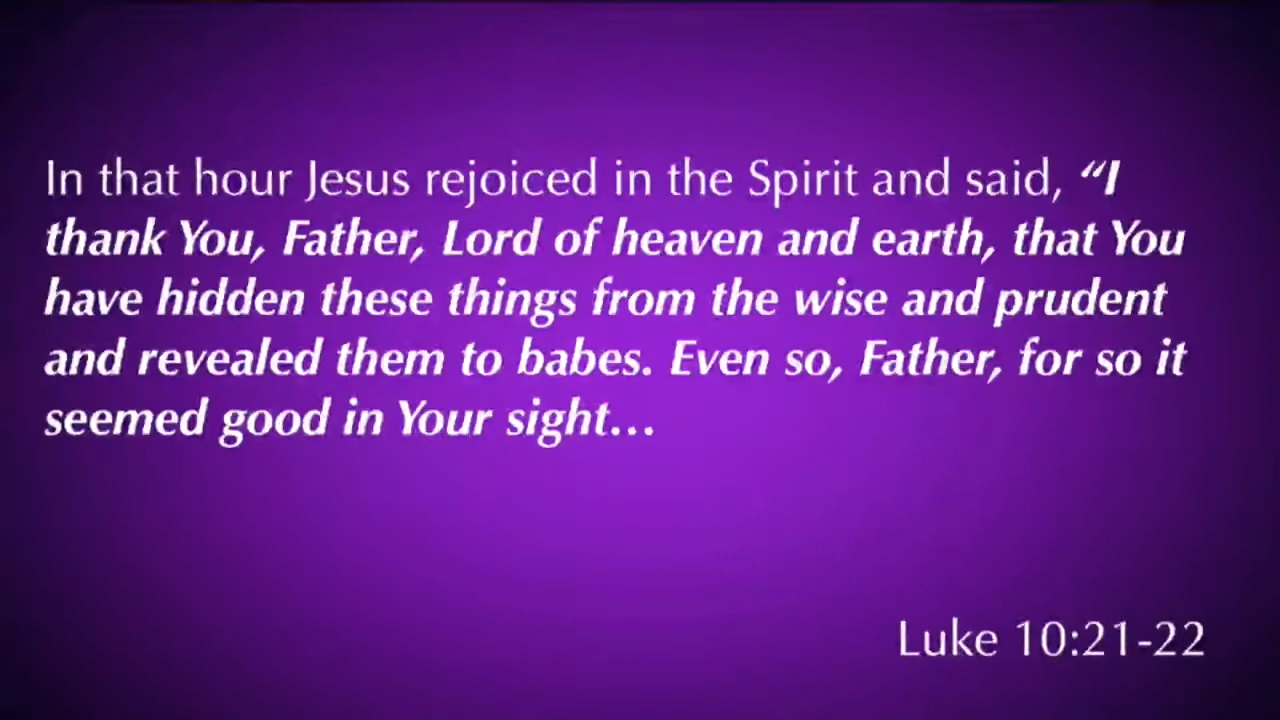 In that hour Jesus rejoiced in the Spirit and said, “I
thank You, Father, Lord of heaven and earth, that You
have hidden these things from the wise and prudent
and revealed them to babes. Even so, Father, for so it
seemed good in Your sight…
Luke 10:21-22